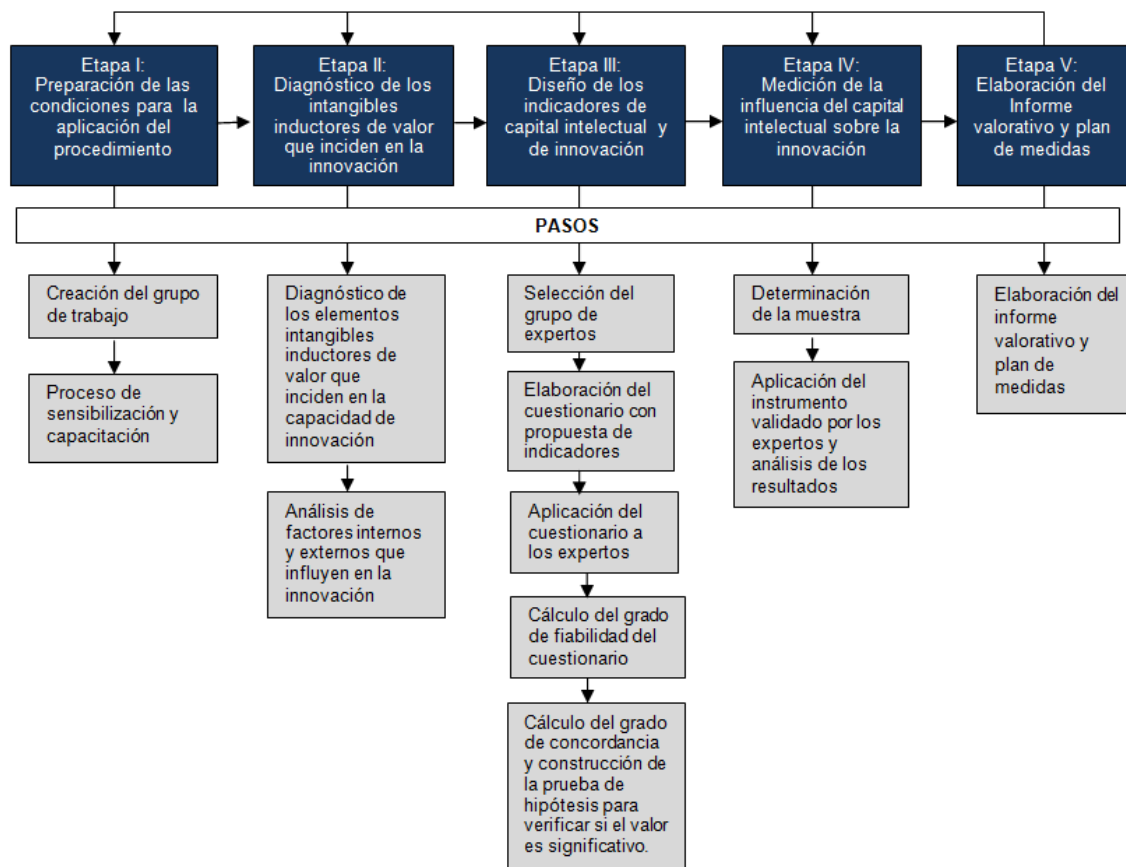 Etapa I:
Preparación de las
condiciones para la
aplicación del
procedimiento
Etapa II:
Diagnóstico de los
intangibles
inductores de valor
que inciden en la
innovación
Etapa III:
Diseño de los
indicadores de
capital intelectual y
de innovación
Etapa IV:
Medición de la
influencia del capital
intelectual sobre la
innovación
Etapa V:
Elaboración del
Informe
valorativo y plan
de medidas
PASOS
Creación del grupo
de trabajo
Proceso de
sensibilización y
capacitación
Diagnóstico de
los elementos
intangibles
inductores de
valor que
inciden en la
capacidad de
innovación
Análisis de
factores internos
y externos que
influyen en la
innovación
Selección del
grupo de
expertos
Elaboración del
cuestionario con
propuesta de
indicadores
Aplicación del
cuestionario a
los expertos
Cálculo del grado
de fiabilidad del
cuestionario
Cálculo del grado
de concordancia
y construcción de
la prueba de
hipótesis para
verificar si el valor
es significativo.
Determinación
de la muestra
Aplicación del
instrumento
validado por los
expertos y
análisis de los
resultados
Elaboración del
informe
valorativo y
plan de
medidas